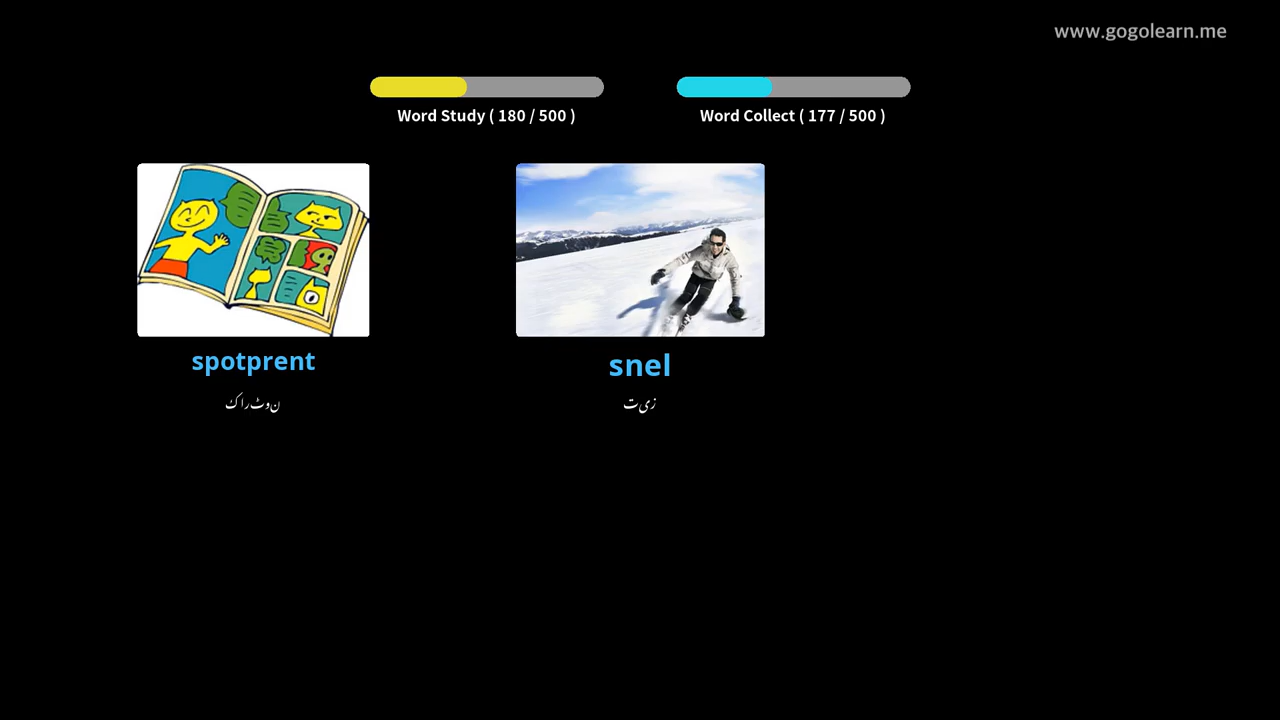 www.gogolearn.me
Word Study ( 180 / 500 )
Word Collect ( 177 / 500 )
spotprent
کارٹون
snel
تیز